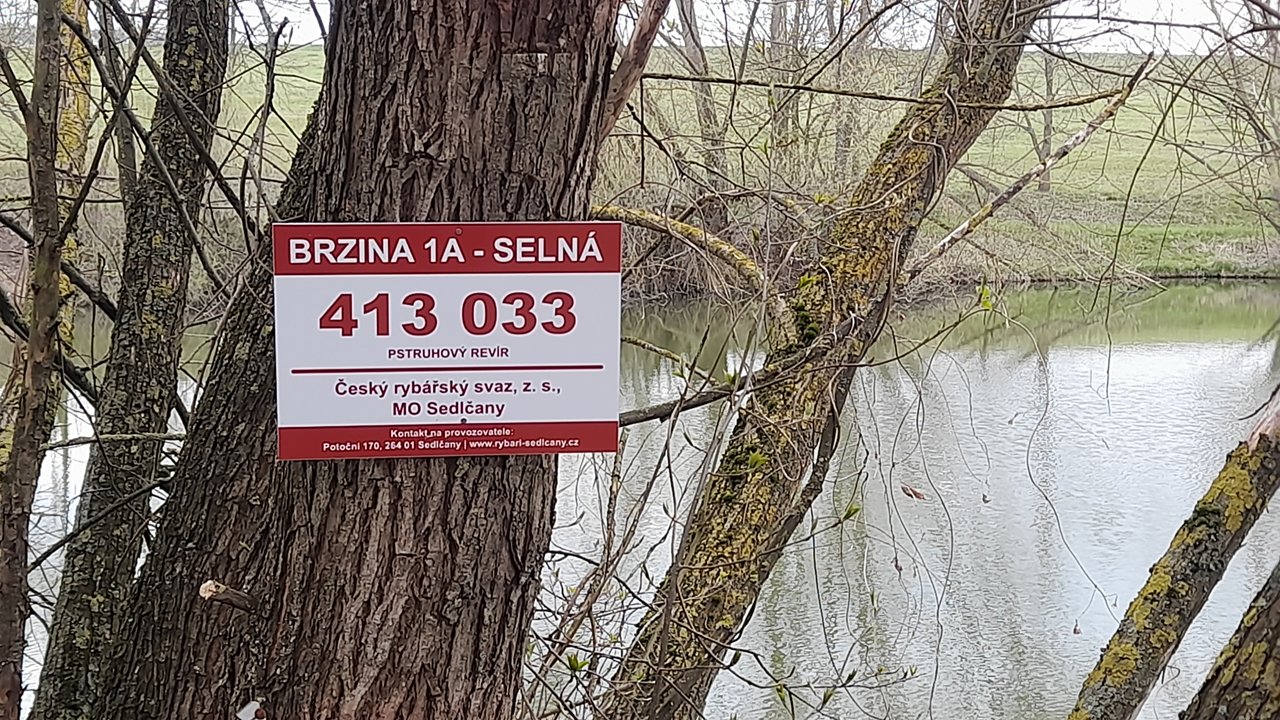 BRZINA 1A - SELNÁ
413 033
PSTRUHOVÝ REVÍR
Český rybářský svaz, z. s.,
MO Sedlčany
Kontakt na provozovatele:
Potoční 170, 264 01 Sedlčany | www.rybari-sedlcany.cz